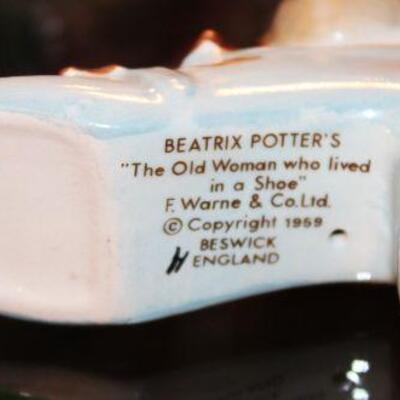 BEATRIX POTTER'S
"The Old Woman who lived
in a Shoe"
F. Warne & Co.Ltd.
© Copyright 1959
BESWICK
ENGLAND